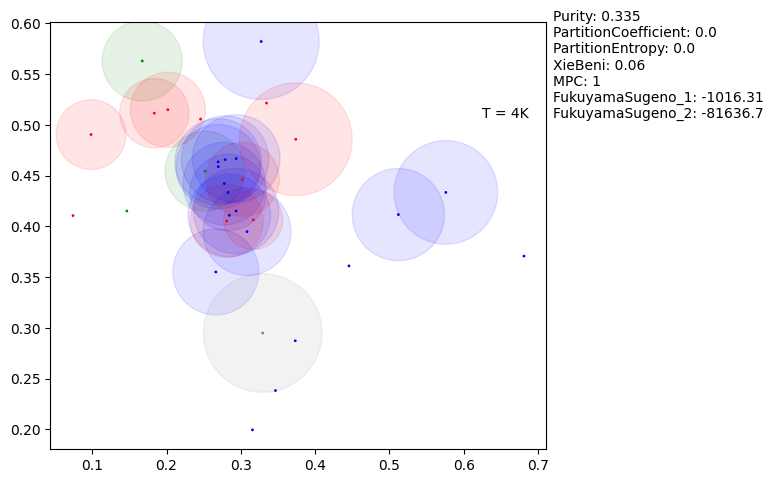 Purity: 0.335
PartitionCoefficient: 0.0
PartitionEntropy: 0.0
XieBeni: 0.06
MPC: 1
FukuyamaSugeno_1: -1016.31
FukuyamaSugeno_2: -81636.7
T = 4K
0.60
0.55
0.50
0.45
0.40
0.35
0.30
0.25
0.20
0.1 0.2 0.3 0.4 0.5 0.6 0.7